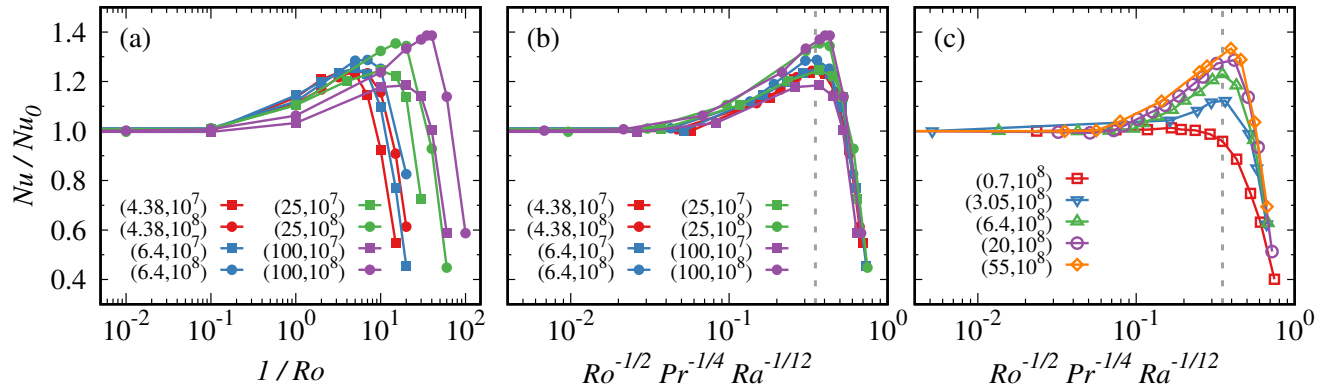 (a)
(b)
(c)
Nu / Nu0
1.4
1.2
1.0
0.8
0.6
0.4
(4.38,10^7)
(4.38,10^8)
(6.4,10^7)
(6.4,10^8)
(25,10^7)
(25,10^8)
(100,10^7)
(100,10^8)
10^-2 10^-1 10^0 10^1 10^2
1 / Ro
(4.38,10^7)
(4.38,10^8)
(6.4,10^7)
(6.4,10^8)
(25,10^7)
(25,10^8)
(100,10^7)
(100,10^8)
10^-2 10^-1 10^0
Ro^-1/2 Pr^-1/4 Ra^-1/12
(0.7,10^8)
(3.05,10^8)
(6.4,10^8)
(20,10^8)
(55,10^8)
10^-2 10^-1 10^0
Ro^-1/2 Pr^-1/4 Ra^-1/12